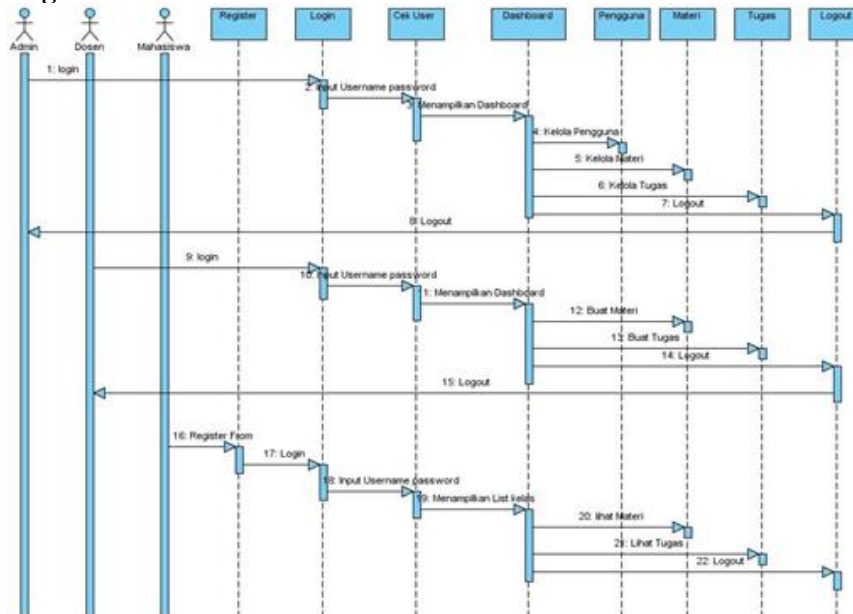 Register
Login
Cek User
Dashboard
Pengguna
Materi
Tugas
Logout
Admin
Dosen
Mahasiswa
1: login
2: Input Username password
3: Menampilkan Dashboard
4: Kelola Pengguna
5: Kelola Materi
6: Kelola Tugas
7: Logout
8: Logout
9: login
10: Input Username password
11: Menampilkan Dashboard
12: Buat Materi
13: Buat Tugas
14: Logout
15: Logout
16: Register From
17: Login
18: Input Username password
19: Menampilkan List kelas
20: lihat Materi
21: Lihat Tugas
22: Logout